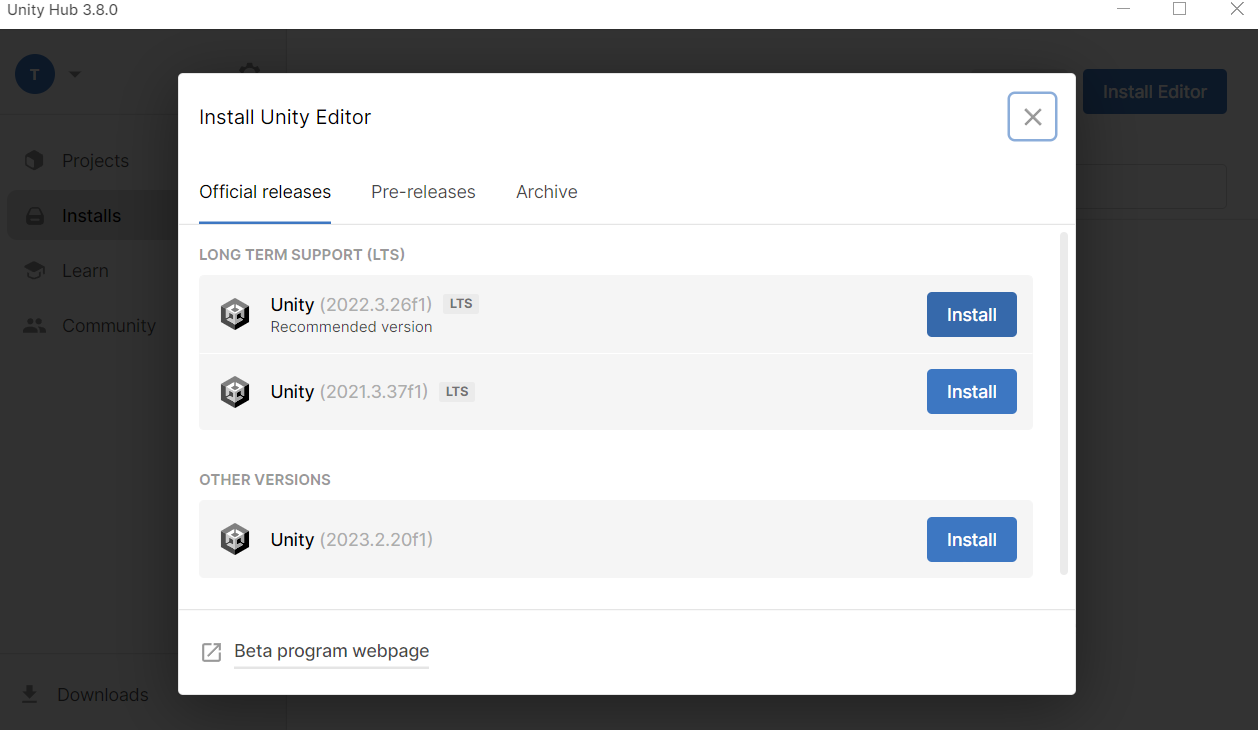 Unity Hub 3.8.0
T
Install Editor
Install Unity Editor
Projects
Official releases Pre-releases Archive
Installs
LONG TERM SUPPORT (LTS)
Learn
Unity (2022.3.26f1) LTS
Install
Recommended version
Community
Unity (2021.3.37f1) LTS
Install
OTHER VERSIONS
Unity (2023.2.20f1)
Install
Beta program webpage
Downloads